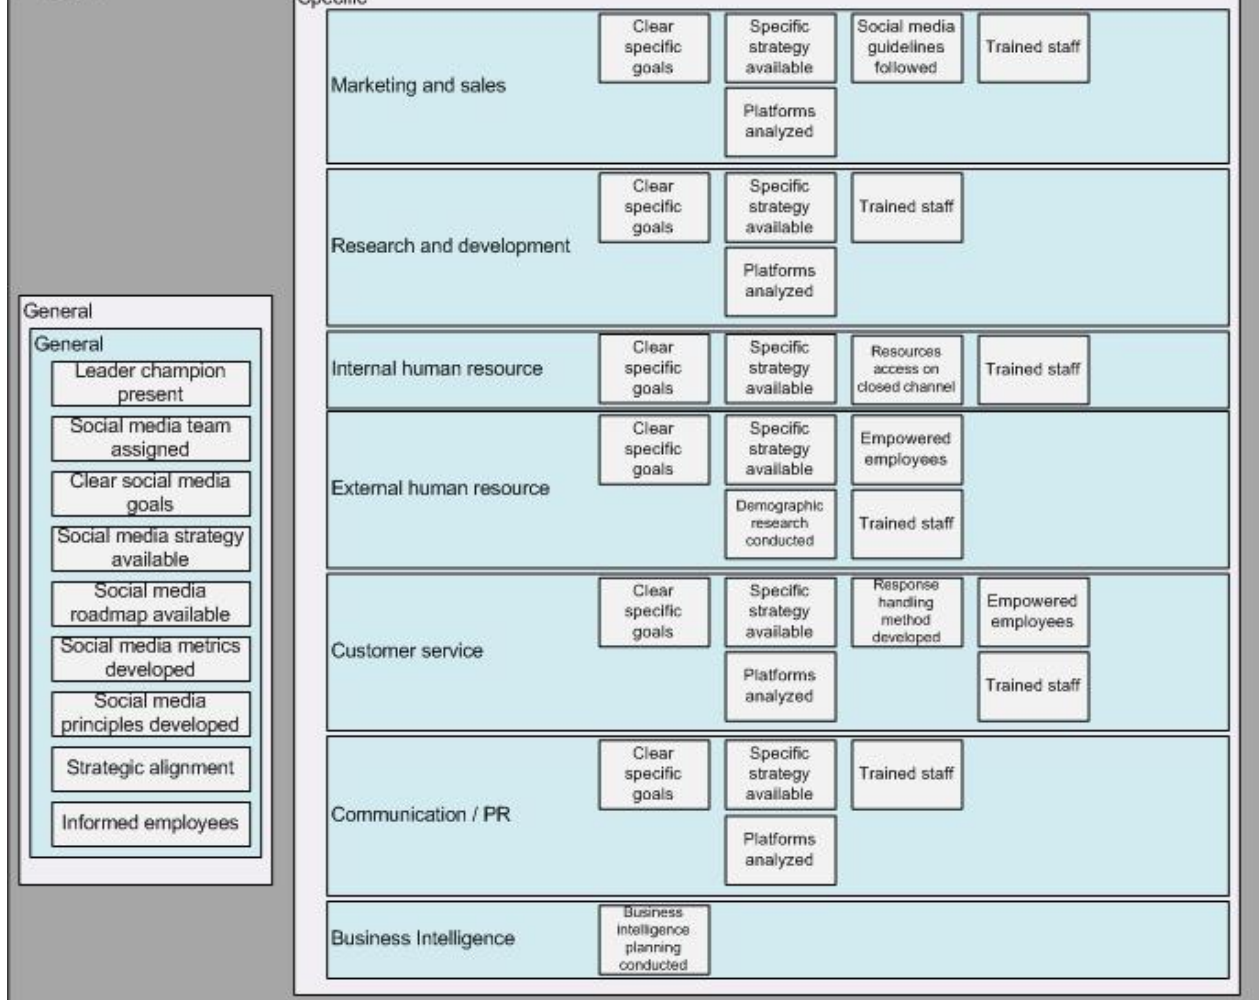 Specific
Marketing and sales
Clear
specific
goals
Specific
strategy
available
Social media
guidelines
followed
Trained staff
Platforms
analyzed
Research and development
Clear
specific
goals
Specific
strategy
available
Trained staff
Platforms
analyzed
General
General
Leader champion
present
Social media team
assigned
Clear social media
goals
Social media strategy
available
Social media
roadmap available
Social media metrics
developed
Social media
principles developed
Strategic alignment
Informed employees
Internal human resource
Clear
specific
goals
Specific
strategy
available
Resources
access on
closed channel
Trained staff
External human resource
Clear
specific
goals
Specific
strategy
available
Empowered
employees
Demographic
research
conducted
Trained staff
Customer service
Clear
specific
goals
Specific
strategy
available
Response
handling
method
developed
Empowered
employees
Platforms
analyzed
Trained staff
Communication / PR
Clear
specific
goals
Specific
strategy
available
Trained staff
Platforms
analyzed
Business Intelligence
Business
intelligence
planning
conducted